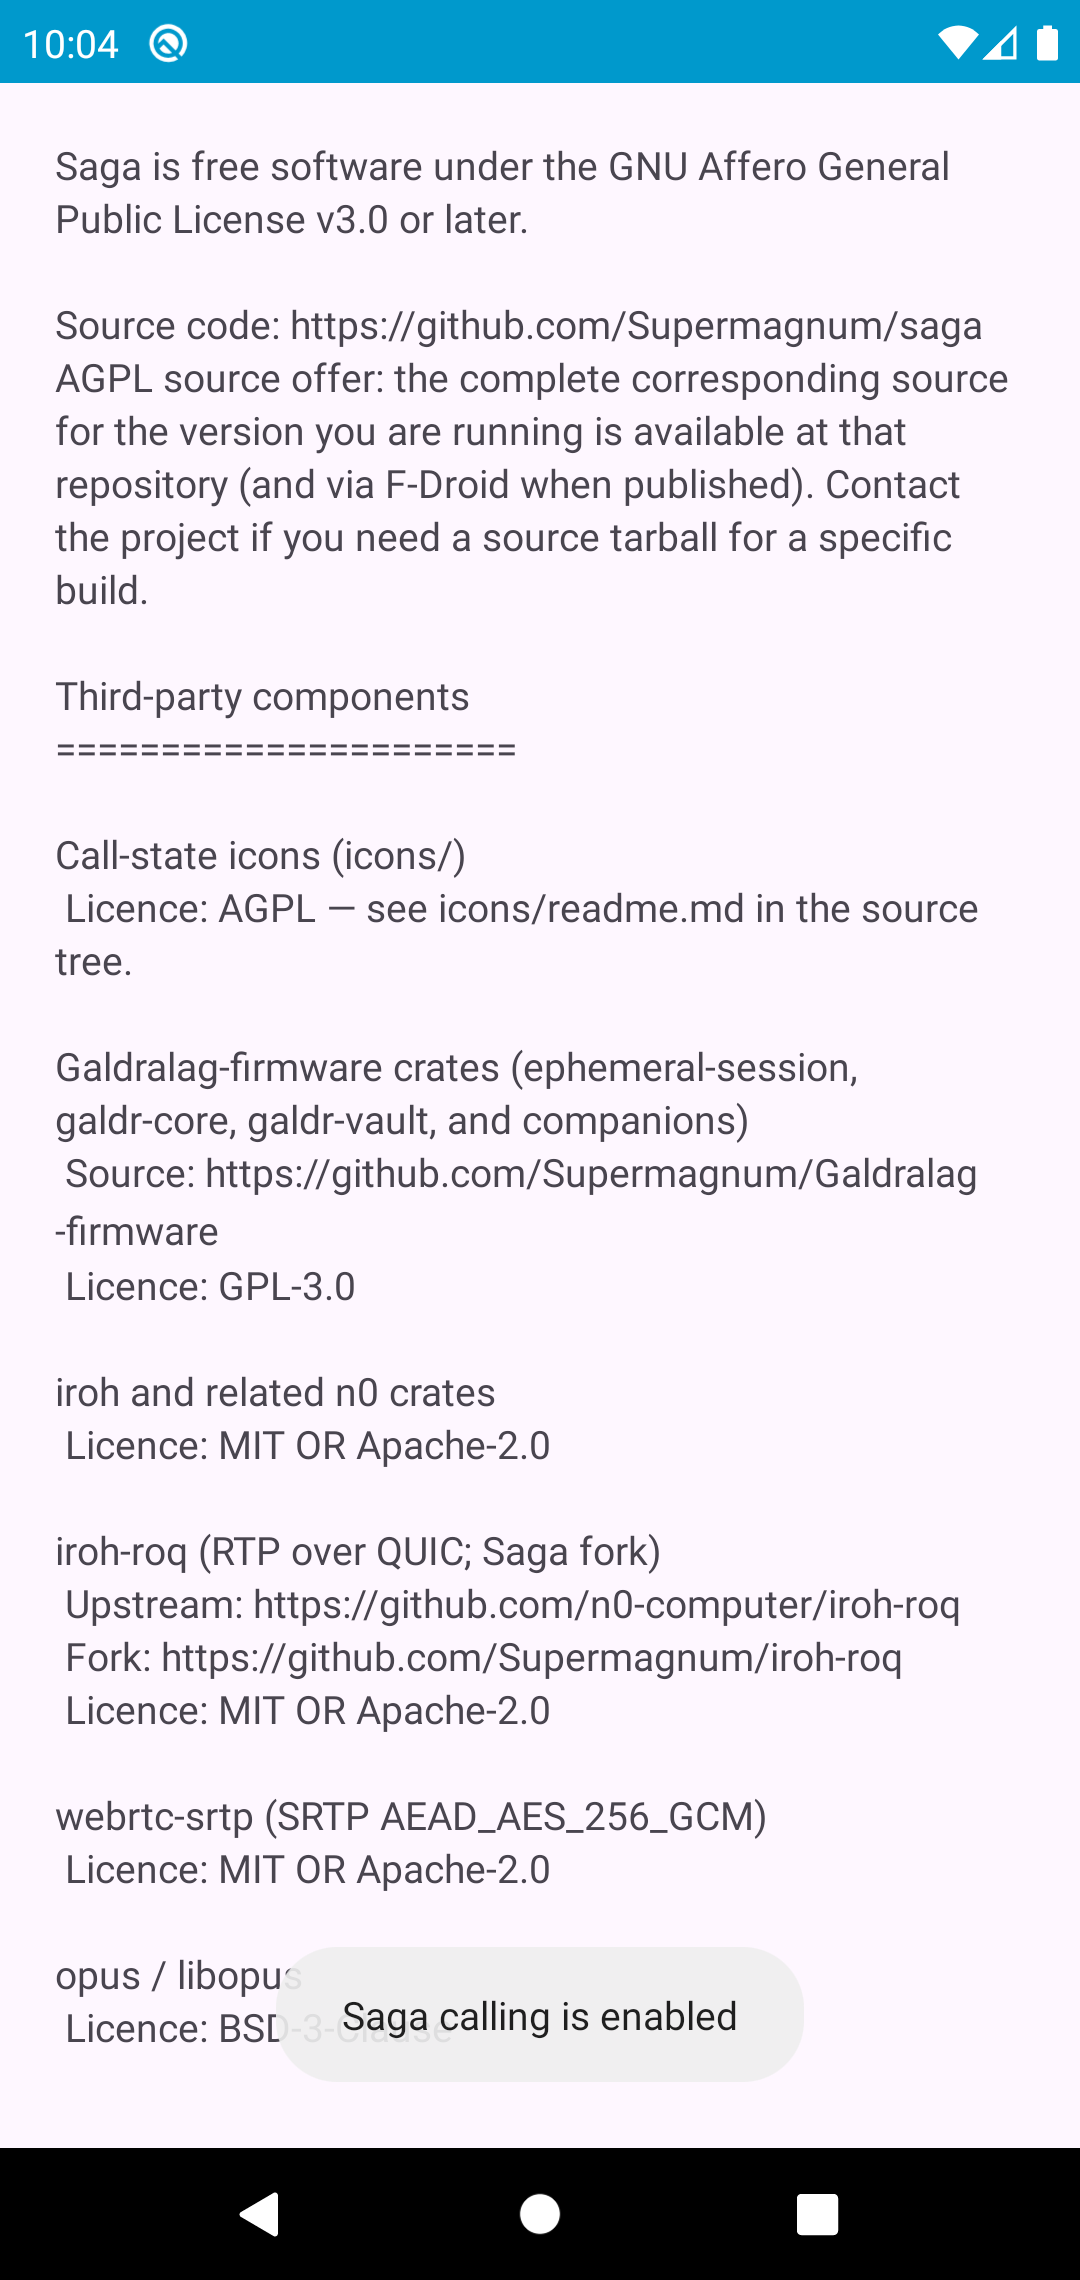 10:04
Saga is free software under the GNU Affero General
Public License v3.0 or later.
Source code: https://github.com/Supermagnum/saga
AGPL source offer: the complete corresponding source
for the version you are running is available at that
repository (and via F-Droid when published). Contact
the project if you need a source tarball for a specific
build.
Third-party components
======================
Call-state icons (icons/)
Licence: AGPL — see icons/readme.md in the source
tree.
Galdralag-firmware crates (ephemeral-session,
galdr-core, galdr-vault, and companions)
Source: https://github.com/Supermagnum/Galdralag
-firmware
Licence: GPL-3.0
iroh and related n0 crates
Licence: MIT OR Apache-2.0
iroh-roq (RTP over QUIC; Saga fork)
Upstream: https://github.com/n0-computer/iroh-roq
Fork: https://github.com/Supermagnum/iroh-roq
Licence: MIT OR Apache-2.0
webrtc-srtp (SRTP AEAD_AES_256_GCM)
Licence: MIT OR Apache-2.0
opus / libopus
Licence: BSD-3-Clause
Saga calling is enabled